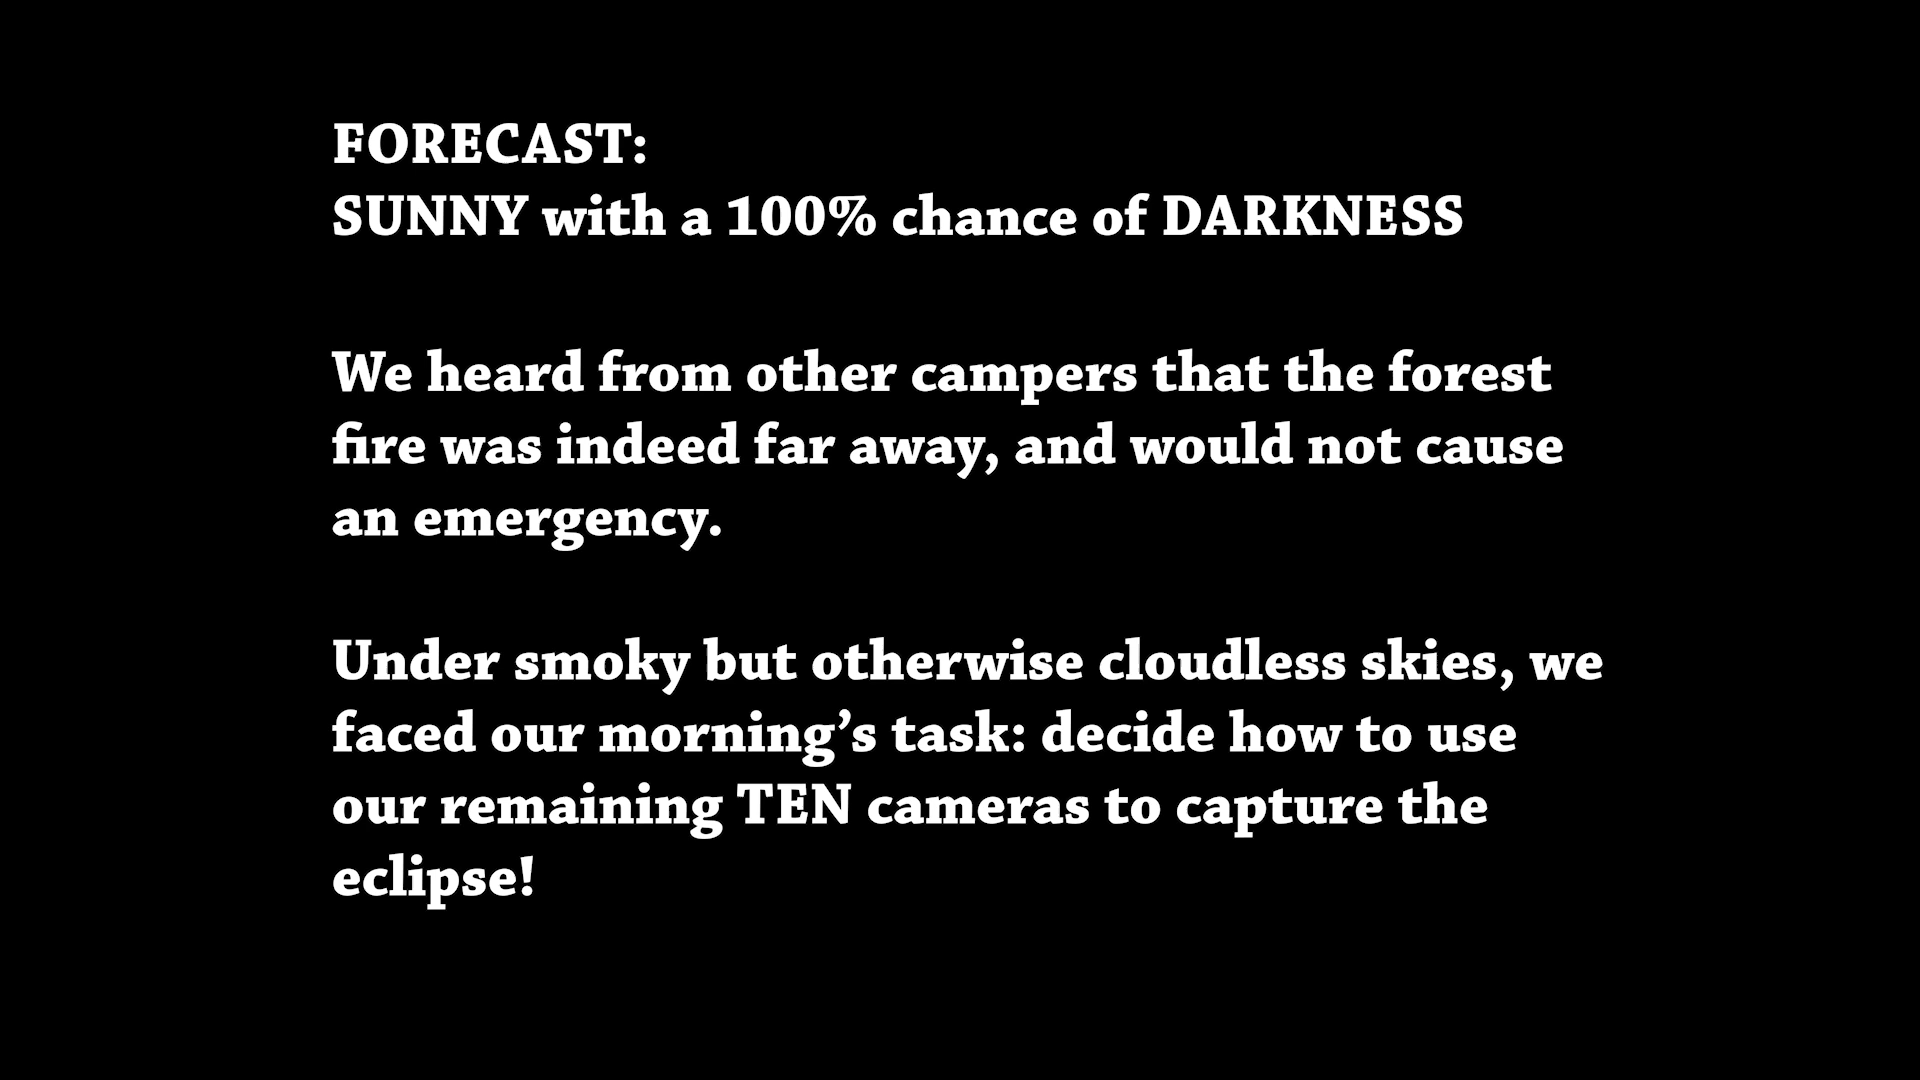 FORECAST:
SUNNY with a 100% chance of DARKNESS
We heard from other campers that the forest
fire was indeed far away, and would not cause
an emergency.
Under smoky but otherwise cloudless skies, we
faced our morning’s task: decide how to use
our remaining TEN cameras to capture the
eclipse!